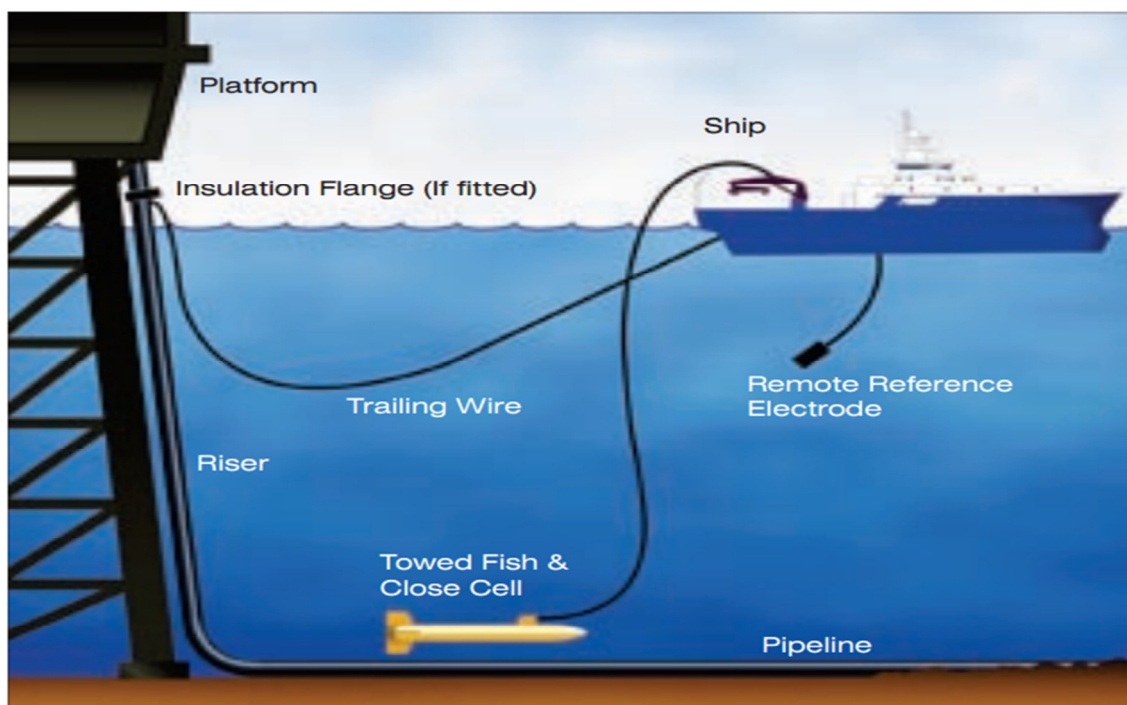 Platform
Ship
Insulation Flange (If fitted)
Remote Reference
Electrode
Trailing Wire
Riser
Towed Fish &
Close Cell
Pipeline